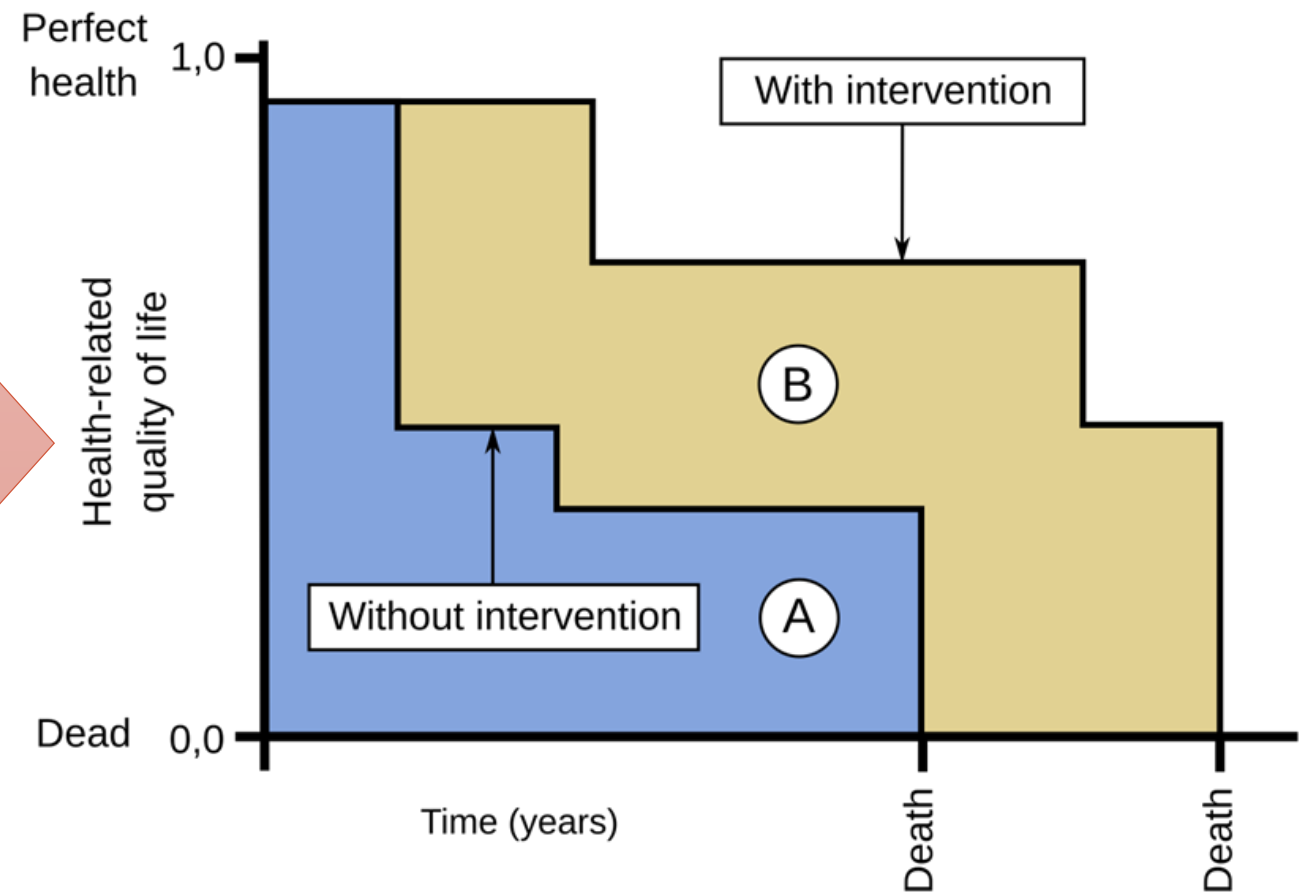 Perfect
health
1,0
With intervention
Health-related
quality of life
B
Without intervention
A
Dead
0,0
Time (years)
Death
Death